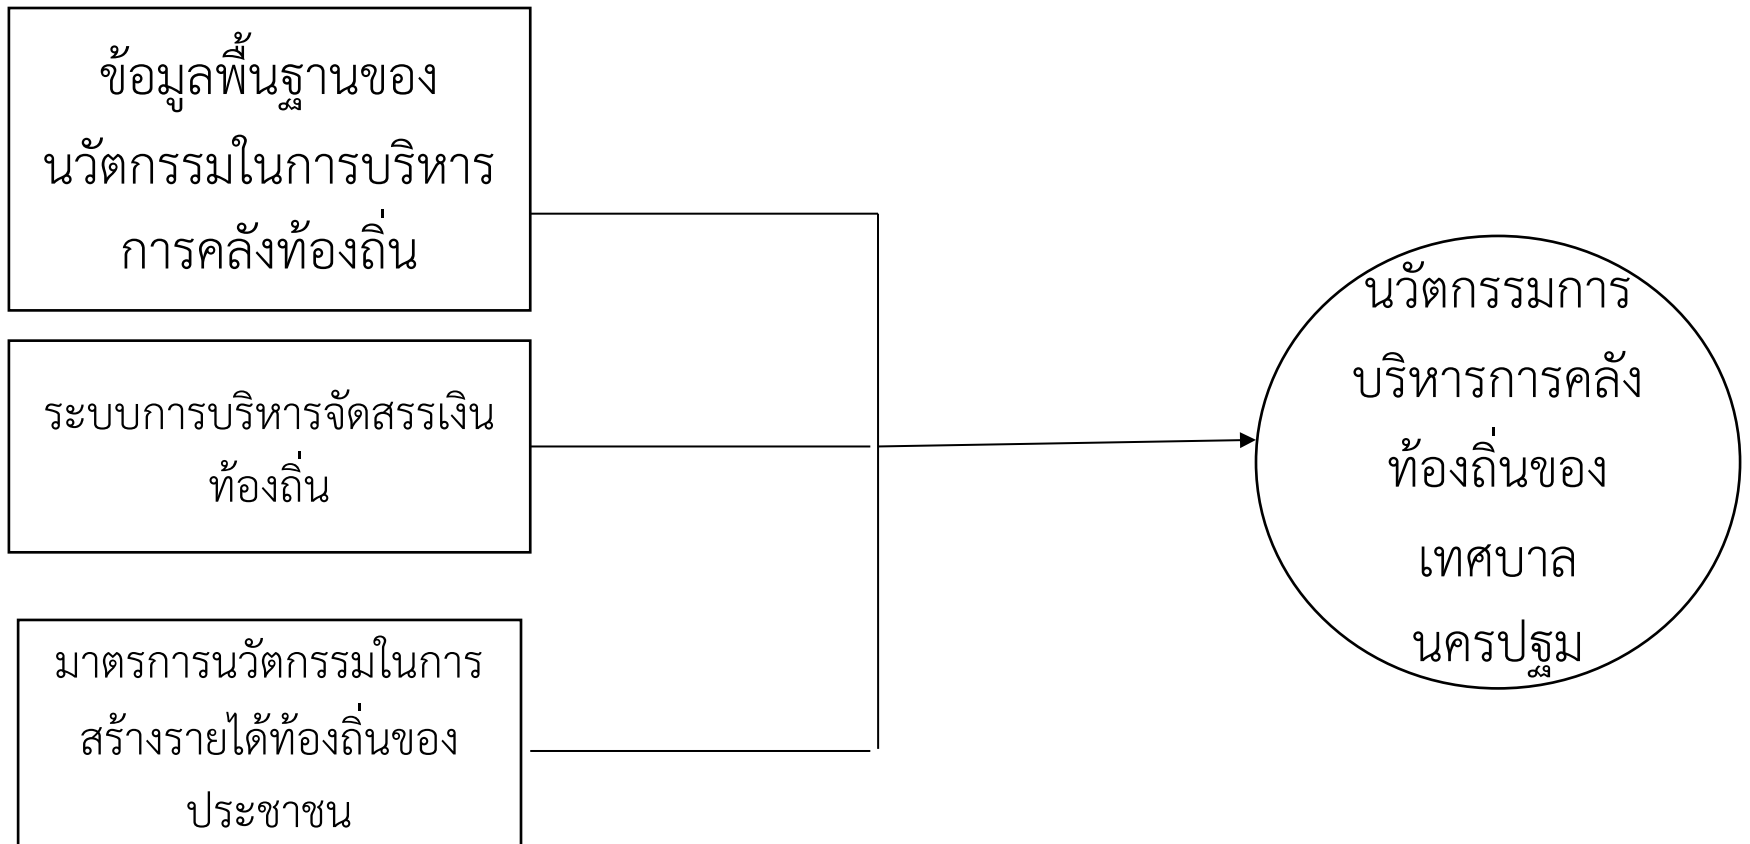 ข้อมูลพื้นฐานของ
นวัตกรรมในการบริหาร
การคลังท้องถิ่น
ระบบการบริหารจัดสรรเงิน
ท้องถิ่น
มาตรการนวัตกรรมในการ
สร้างรายได้ท้องถิ่นของ
ประชาชน
นวัตกรรมการ
บริหารการคลัง
ท้องถิ่นของ
เทศบาล
นครปฐม